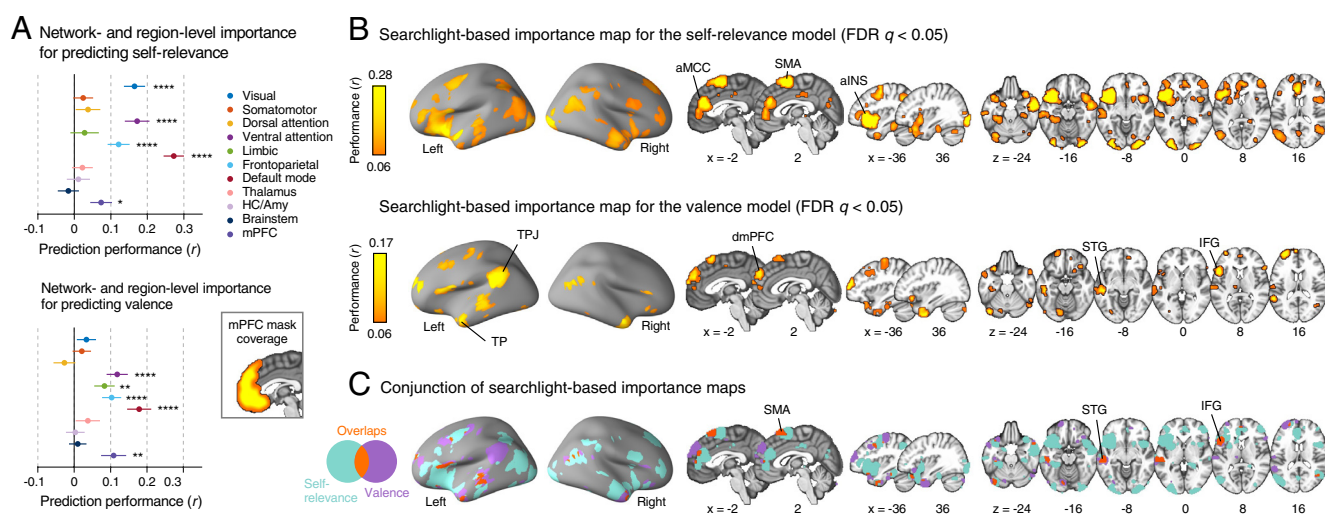 A
Network- and region-level importance
for predicting self-relevance
****
****
****
****
*
Visual
Somatomotor
Dorsal attention
Ventral attention
Limbic
Frontoparietal
Default mode
Thalamus
HC/Amy
Brainstem
mPFC
-0.1 0 0.1 0.2 0.3
Prediction performance (r)
Network- and region-level importance
for predicting valence
****
**
****
****
**
mPFC mask
coverage
-0.1 0 0.1 0.2 0.3
Prediction performance (r)
B
Searchlight-based importance map for the self-relevance model (FDR q < 0.05)
0.28
Performance (r)
0.06
Left
Right
aMCC
SMA
aINS
x = -2
2
x = -36
36
z = -24
-16
-8
0
8
16
Searchlight-based importance map for the valence model (FDR q < 0.05)
0.17
Performance (r)
0.06
TPJ
TP
Left
Right
dmPFC
STG
IFG
x = -2
2
x = -36
36
z = -24
-16
-8
0
8
16
C
Conjunction of searchlight-based importance maps
Overlaps
Self-
relevance
Valence
Left
Right
SMA
STG
IFG
x = -2
2
x = -36
36
z = -24
-16
-8
0
8
16